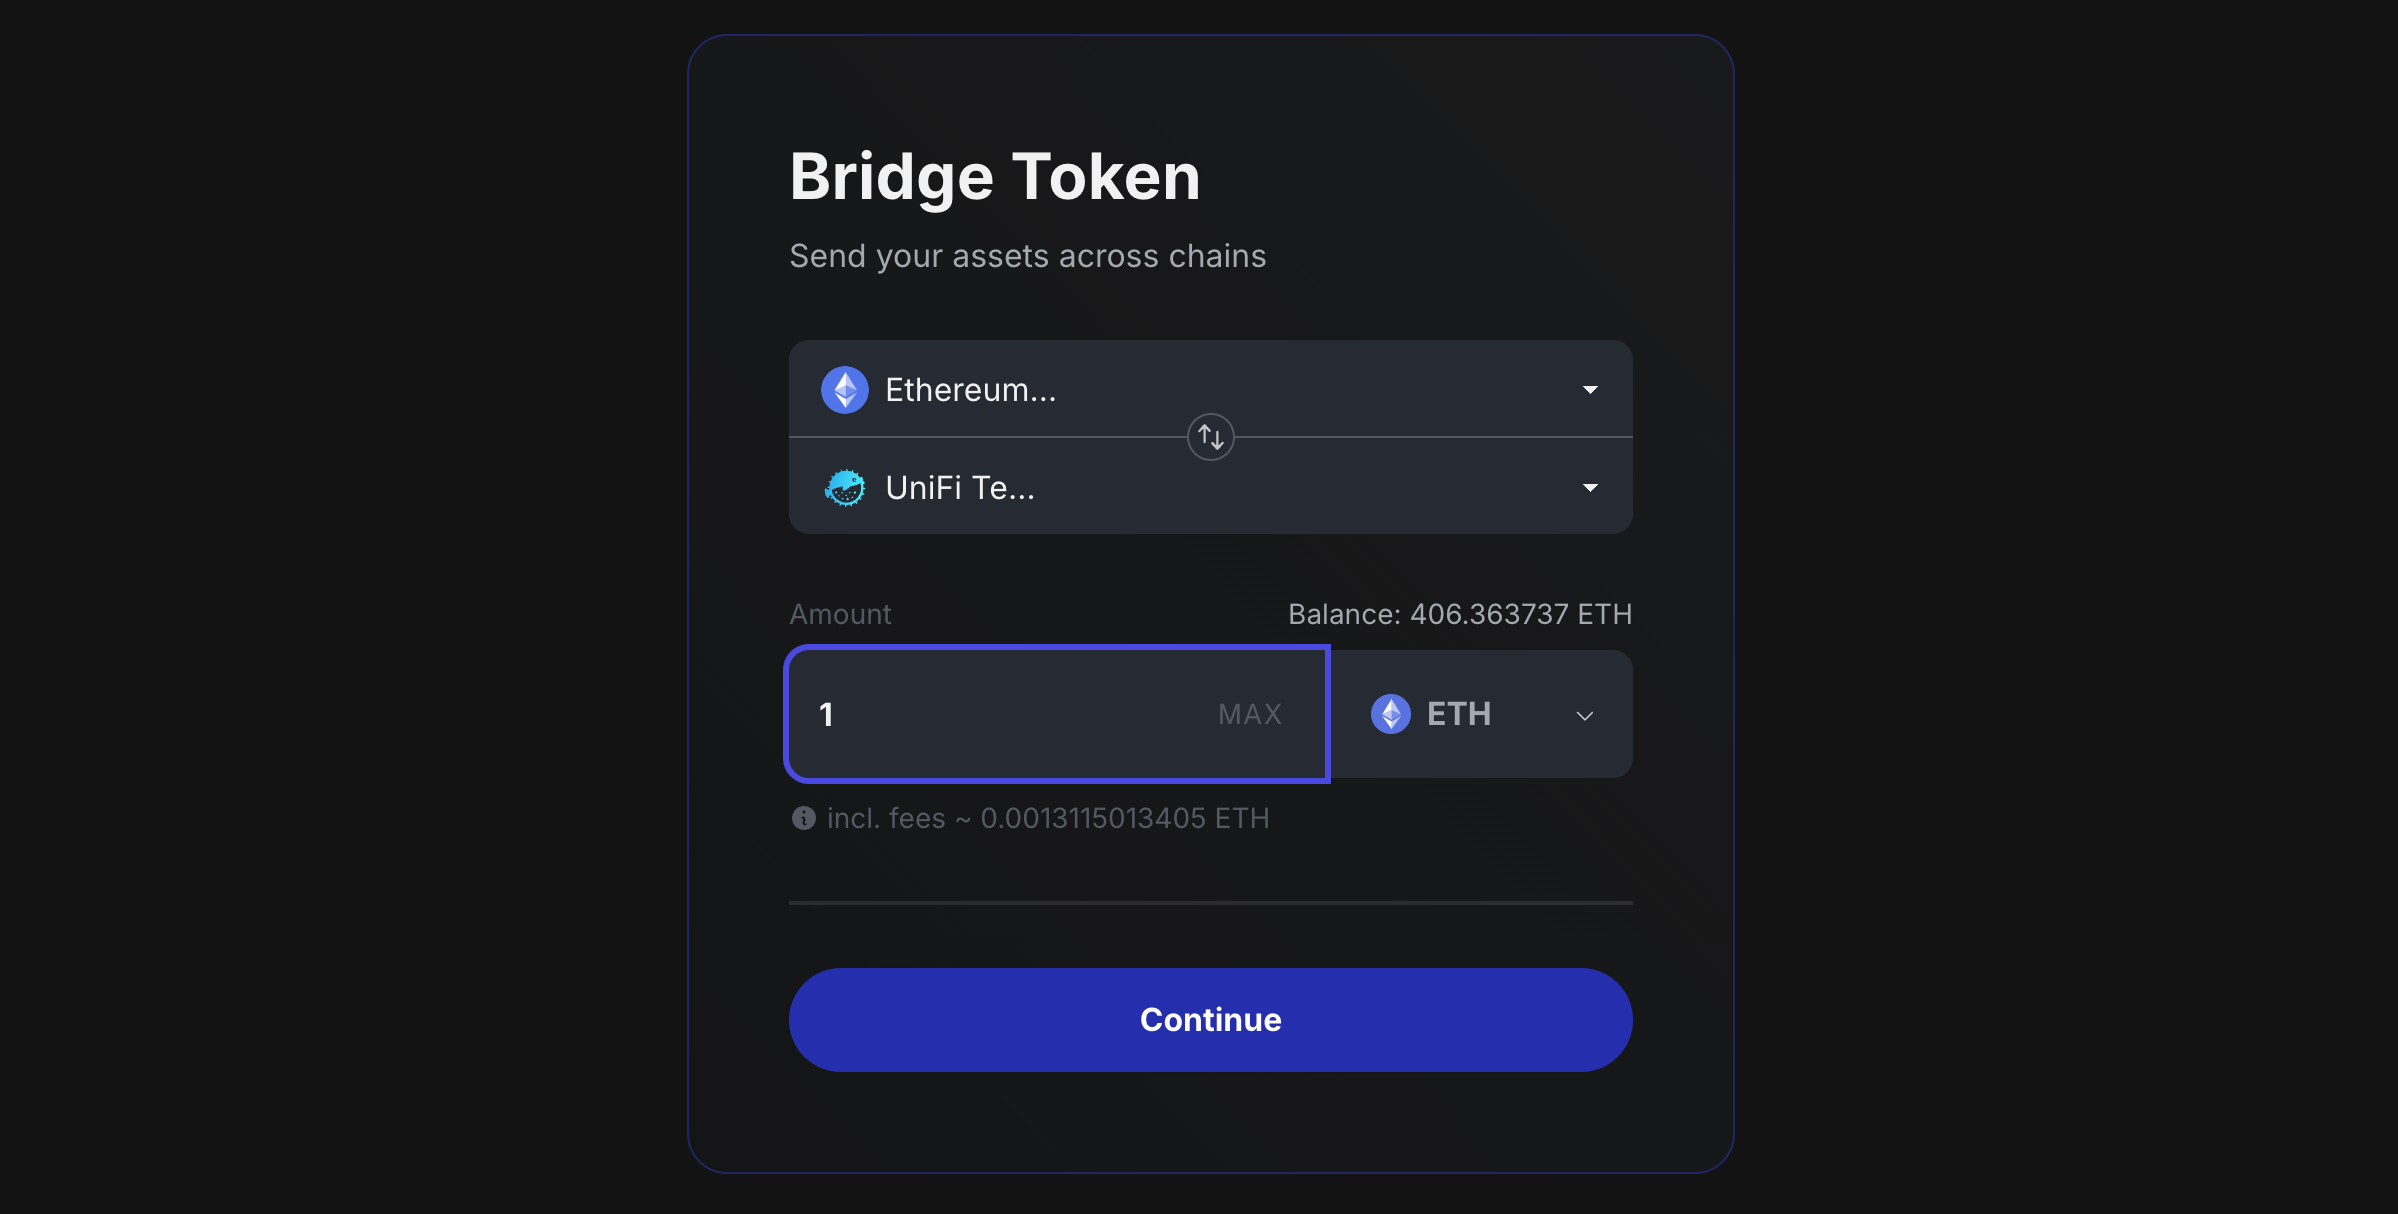 Bridge Token
Send your assets across chains
Ethereum...
UniFi Te...
Amount
Balance: 406.363737 ETH
1
MAX
ETH
incl. fees ~ 0.0013115013405 ETH
Continue